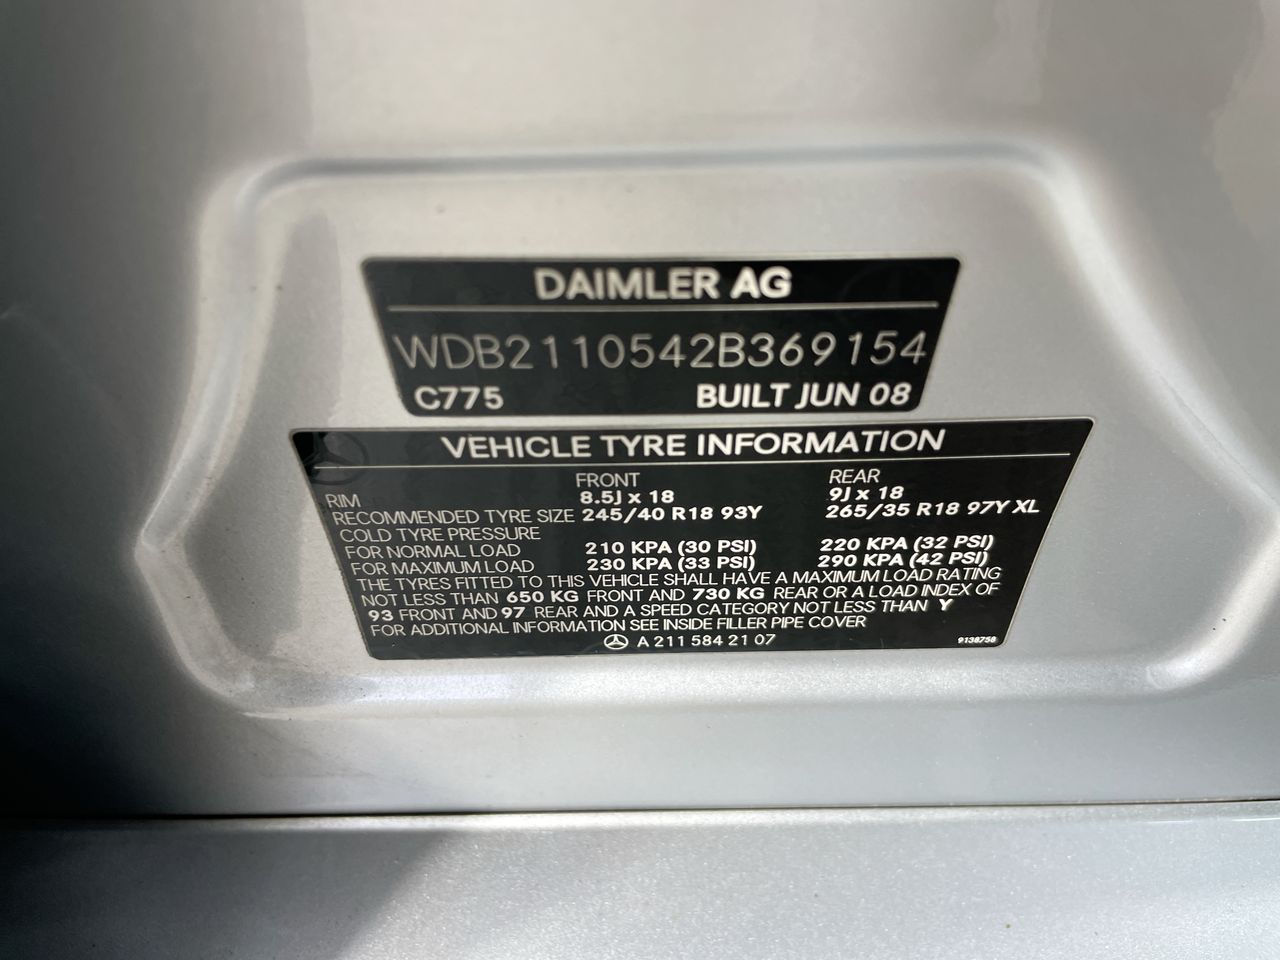 DAIMLER AG
WDB2110542B369154
C775 BUILT JUN 08
VEHICLE TYRE INFORMATION
FRONT REAR
RIM 8.5J x 18 9J x 18
RECOMMENDED TYRE SIZE 245/40 R18 93Y 265/35 R18 97Y XL
COLD TYRE PRESSURE
FOR NORMAL LOAD 210 KPA (30 PSI) 220 KPA (32 PSI)
FOR MAXIMUM LOAD 230 KPA (33 PSI) 290 KPA (42 PSI)
THE TYRES FITTED TO THIS VEHICLE SHALL HAVE A MAXIMUM LOAD RATING
NOT LESS THAN 650 KG FRONT AND 730 KG REAR OR A LOAD INDEX OF
93 FRONT AND 97 REAR AND A SPEED CATEGORY NOT LESS THAN Y
FOR ADDITIONAL INFORMATION SEE INSIDE FILLER PIPE COVER
A 211 584 21 07 9138758